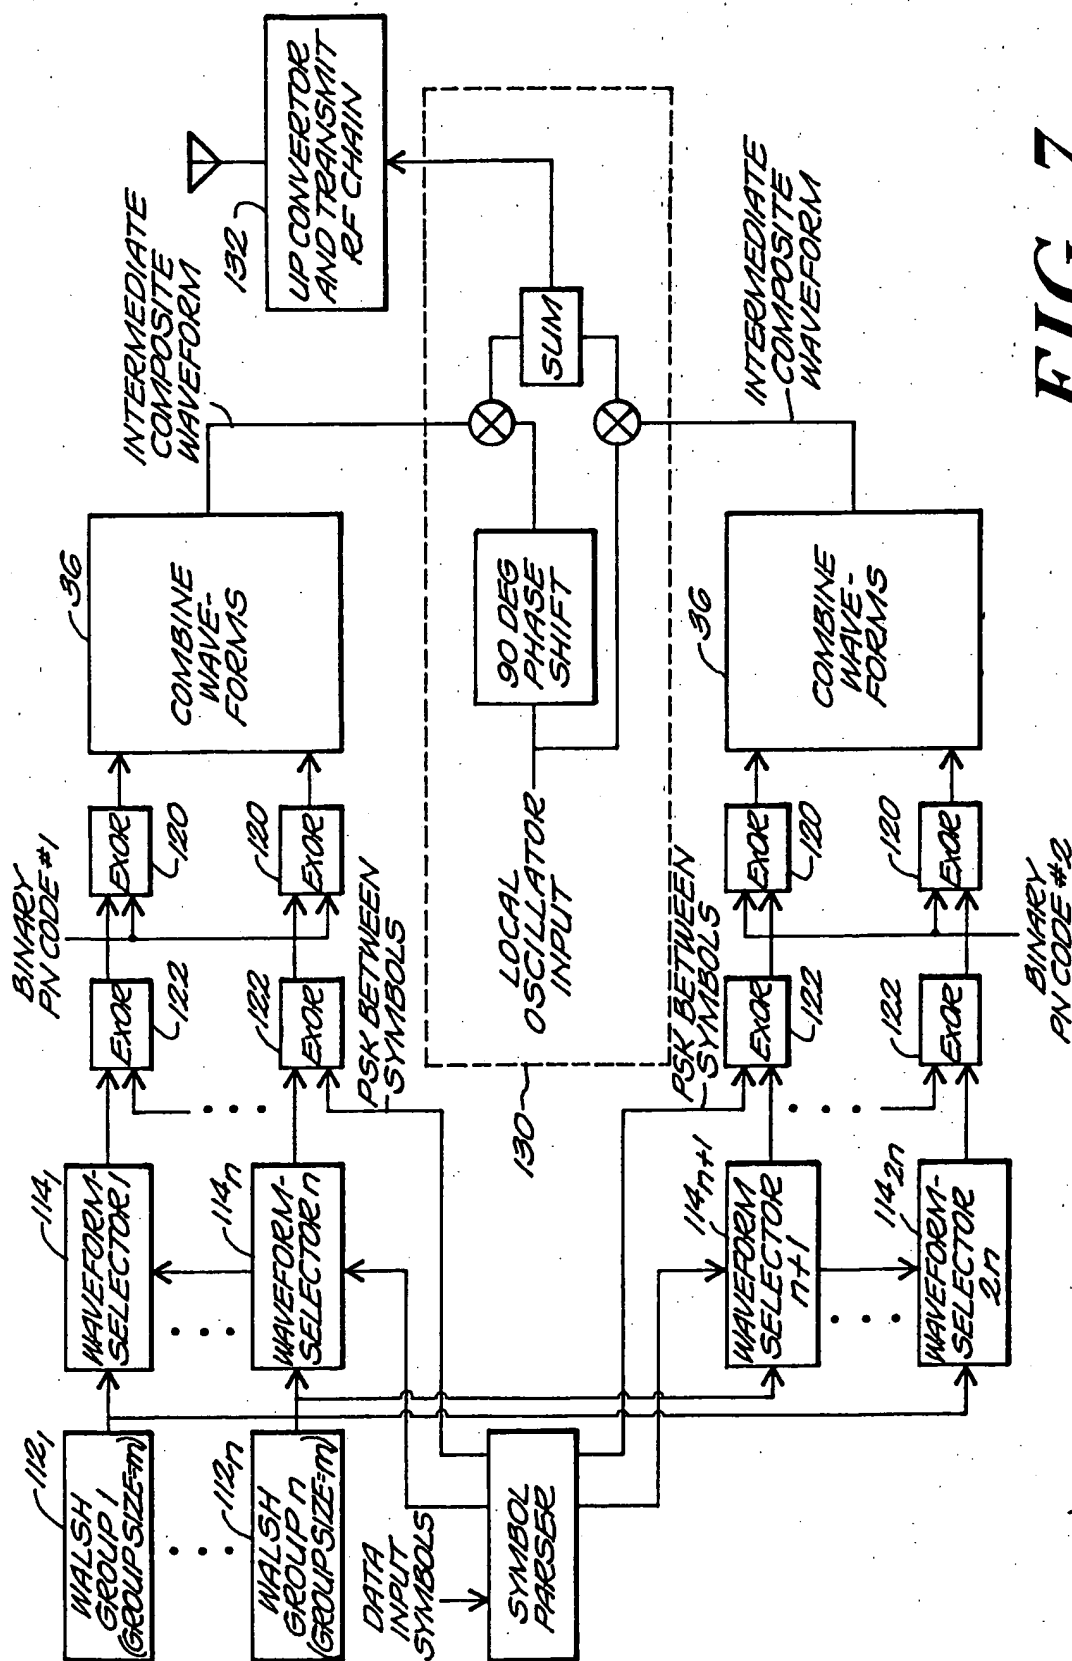 112₁
WALSH
GROUP 1
(GROUP SIZE=m)
112n
WALSH
GROUP n
(GROUP SIZE=m)
DATA
INPUT
SYMBOLS
SYMBOL
PARSER
114₁
WAVEFORM-
SELECTOR 1
114n
WAVEFORM-
SELECTOR n
114n+1
WAVEFORM
SELECTOR
n+1
1142n
WAVEFORM-
SELECTOR
2n
EXOR
122
EXOR
122
PSK BETWEEN
SYMBOLS
130
PSK BETWEEN
SYMBOLS
EXOR
122
EXOR
122
BINARY
PN CODE #1
BINARY
PN CODE #2
EXOR
120
EXOR
120
EXOR
120
EXOR
120
LOCAL
OSCILLATOR
INPUT
36
COMBINE
WAVE-
FORMS
90 DEG
PHASE
SHIFT
36
COMBINE
WAVE-
FORMS
INTERMEDIATE
COMPOSITE
WAVEFORM
SUM
INTERMEDIATE
COMPOSITE
WAVEFORM
132
UP CONVERTOR
AND TRANSMIT
RF CHAIN
FIG. 7